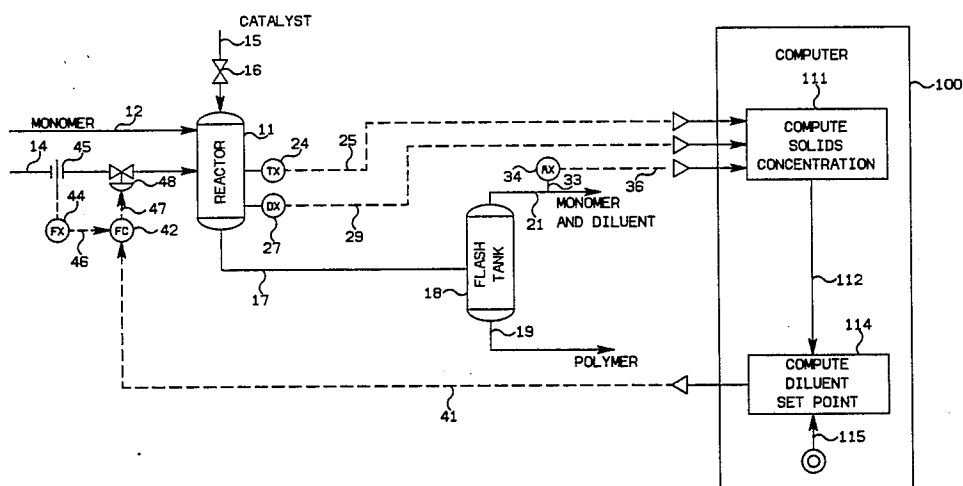 CATALYST
15
16
COMPUTER
100
111
COMPUTE
SOLIDS
CONCENTRATION
MONOMER
12
11
14
45
24
25
TX
REACTOR
48
34
AX
33
36
44
47
DX
21
MONOMER
AND DILUENT
FX
FC
42
27
29
46
17
18
FLASH
TANK
112
19
114
POLYMER
COMPUTE
DILUENT
SET POINT
41
115